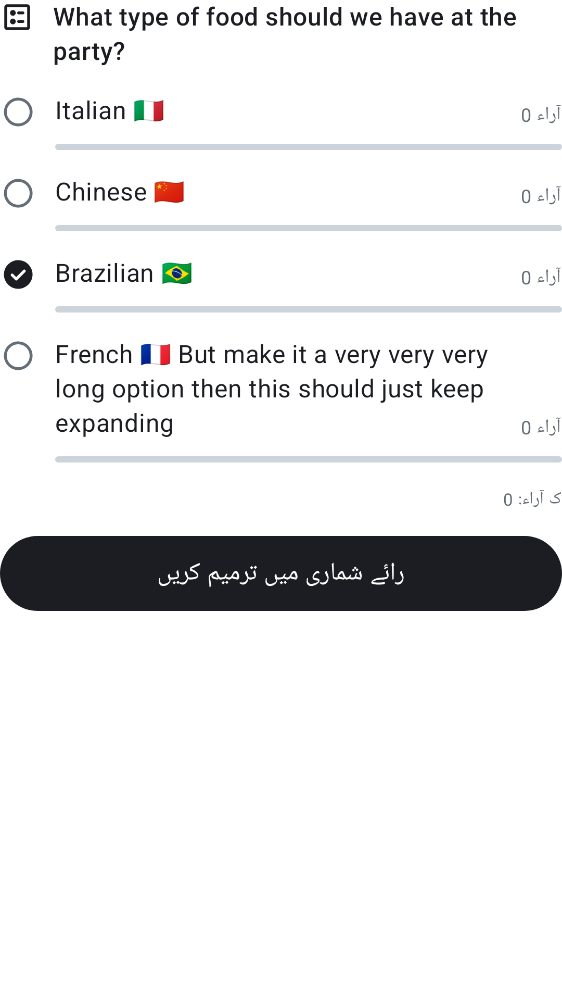 What type of food should we have at the
party?
Italian 🇮🇹
0 آراء
Chinese 🇨🇳
0 آراء
Brazilian 🇧🇷
0 آراء
French 🇫🇷 But make it a very very very
long option then this should just keep
expanding
0 آراء
ک آراء: 0
رائے شماری میں ترمیم کریں